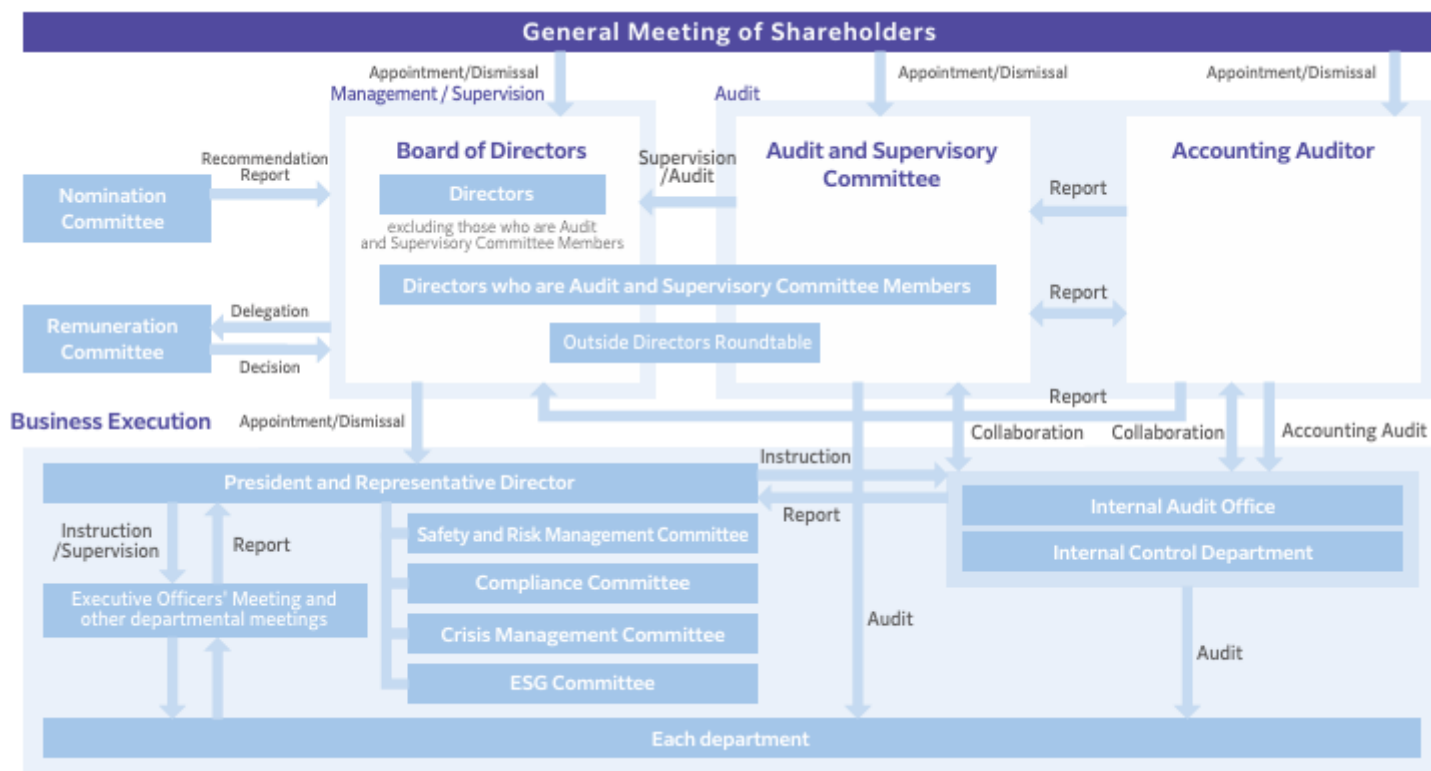 General Meeting of Shareholders
Appointment/Dismissal
Appointment/Dismissal
Appointment/Dismissal
Management / Supervision
Audit
Board of Directors
Directors
excluding those who are Audit
and Supervisory Committee Members
Supervision
/Audit
Audit and Supervisory
Committee
Report
Accounting Auditor
Recommendation
Report
Nomination
Committee
Directors who are Audit and Supervisory Committee Members
Report
Delegation
Remuneration
Committee
Decision
Outside Directors Roundtable
Report
Business Execution
Appointment/Dismissal
Collaboration
Collaboration
Accounting Audit
Instruction
President and Representative Director
Report
Internal Audit Office
Internal Control Department
Instruction
/Supervision
Report
Safety and Risk Management Committee
Compliance Committee
Executive Officers' Meeting and
other departmental meetings
Crisis Management Committee
ESG Committee
Audit
Audit
Each department